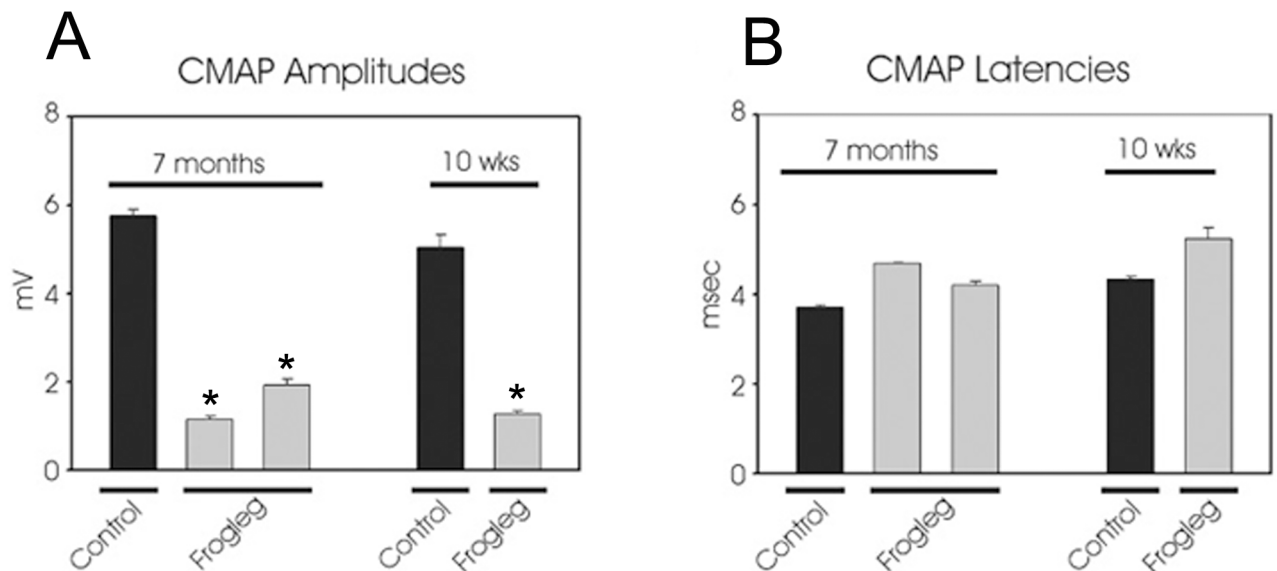 A
CMAP Amplitudes
8
6
4
2
0
mV
7 months
10 wks
*
*
*
Control
Frogleg
Control
Frogleg
B
CMAP Latencies
8
6
4
2
0
msec
7 months
10 wks
Control
Frogleg
Control
Frogleg